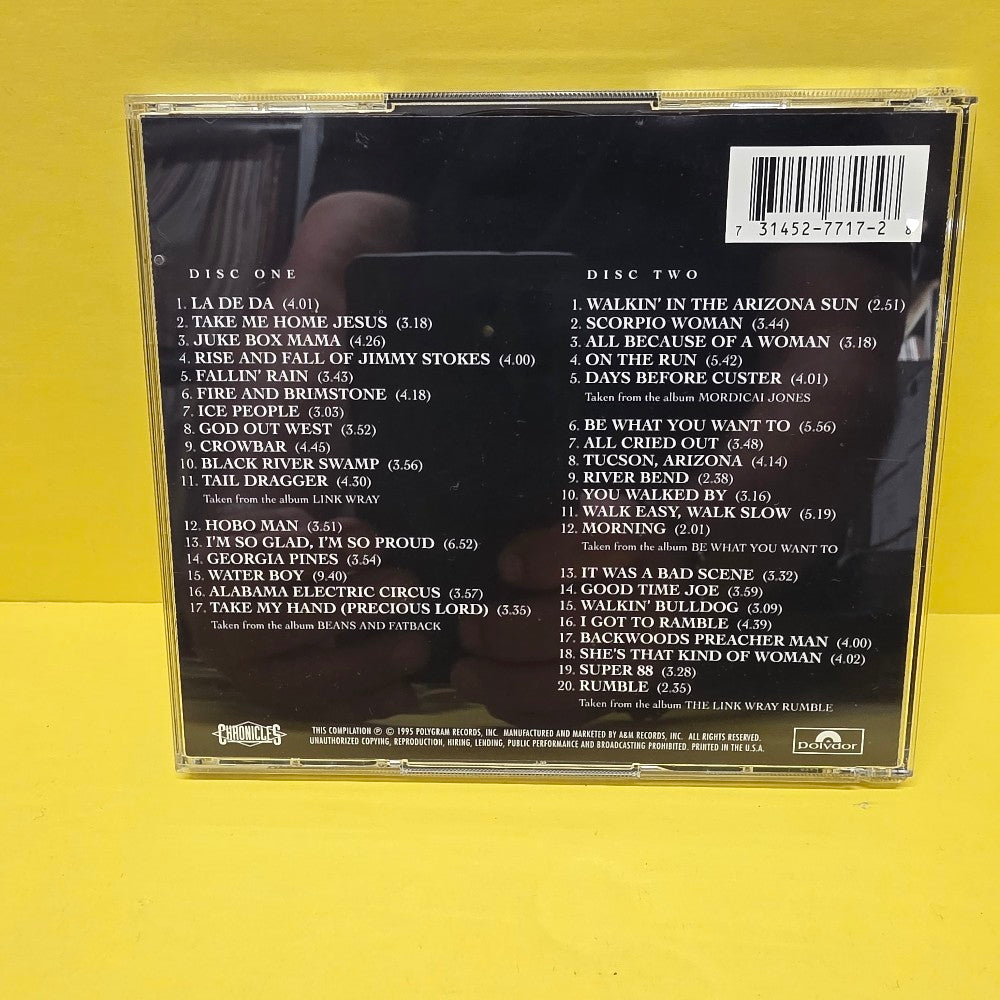 7 31452-7717-2 8
DISC ONE
1. LA DE DA (4.01)
2. TAKE ME HOME JESUS (3.18)
3. JUKE BOX MAMA (4.26)
4. RISE AND FALL OF JIMMY STOKES (4.00)
5. FALLIN' RAIN (3.43)
6. FIRE AND BRIMSTONE (4.18)
7. ICE PEOPLE (3.03)
8. GOD OUT WEST (3.52)
9. CROWBAR (4.45)
10. BLACK RIVER SWAMP (3.56)
11. TAIL DRAGGER (4.30)
Taken from the album LINK WRAY
12. HOBO MAN (3.51)
13. I'M SO GLAD, I'M SO PROUD (6.52)
14. GEORGIA PINES (3.54)
15. WATER BOY (9.40)
16. ALABAMA ELECTRIC CIRCUS (3.57)
17. TAKE MY HAND (PRECIOUS LORD) (3.35)
Taken from the album BEANS AND FATBACK
DISC TWO
1. WALKIN' IN THE ARIZONA SUN (2.51)
2. SCORPIO WOMAN (3.44)
3. ALL BECAUSE OF A WOMAN (3.18)
4. ON THE RUN (5.42)
5. DAYS BEFORE CUSTER (4.01)
Taken from the album MORDICAI JONES
6. BE WHAT YOU WANT TO (5.56)
7. ALL CRIED OUT (3.48)
8. TUCSON, ARIZONA (4.14)
9. RIVER BEND (2.38)
10. YOU WALKED BY (3.16)
11. WALK EASY, WALK SLOW (5.19)
12. MORNING (2.01)
Taken from the album BE WHAT YOU WANT TO
13. IT WAS A BAD SCENE (3.32)
14. GOOD TIME JOE (3.59)
15. WALKIN' BULLDOG (3.09)
16. I GOT TO RAMBLE (4.39)
17. BACKWOODS PREACHER MAN (4.00)
18. SHE'S THAT KIND OF WOMAN (4.02)
19. SUPER 88 (3.28)
20. RUMBLE (2.35)
Taken from the album THE LINK WRAY RUMBLE
CHRONICLES
THIS COMPILATION ℗ © 1995 POLYGRAM RECORDS, INC. MANUFACTURED AND MARKETED BY A&M RECORDS, INC. ALL RIGHTS RESERVED.
UNAUTHORIZED COPYING, REPRODUCTION, HIRING, LENDING, PUBLIC PERFORMANCE AND BROADCASTING PROHIBITED. PRINTED IN THE U.S.A.
polydor